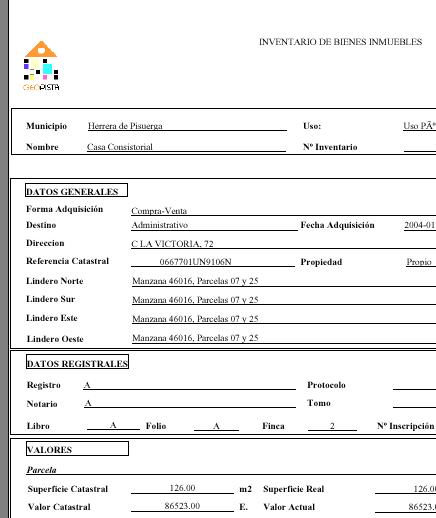 INVENTARIO DE BIENES INMUEBLES
GEOPISTA
Municipio Herrera de Pisuerga Uso: Uso PÃº
Nombre Casa Consistorial Nº Inventario
DATOS GENERALES
Forma Adquisición Compra-Venta
Destino Administrativo Fecha Adquisición 2004-01
Direccion C LA VICTORIA, 72
Referencia Catastral 0667701UN9106N Propiedad Propio
Lindero Norte Manzana 46016, Parcelas 07 y 25
Lindero Sur Manzana 46016, Parcelas 07 y 25
Lindero Este Manzana 46016, Parcelas 07 y 25
Lindero Oeste Manzana 46016, Parcelas 07 y 25
DATOS REGISTRALES
Registro A Protocolo
Notario A Tomo
Libro A Folio A Finca 2 Nº Inscripción
VALORES
Parcela
Superficie Catastral 126.00 m2 Superficie Real 126.00
Valor Catastral 86523.00 E. Valor Actual 86523.0